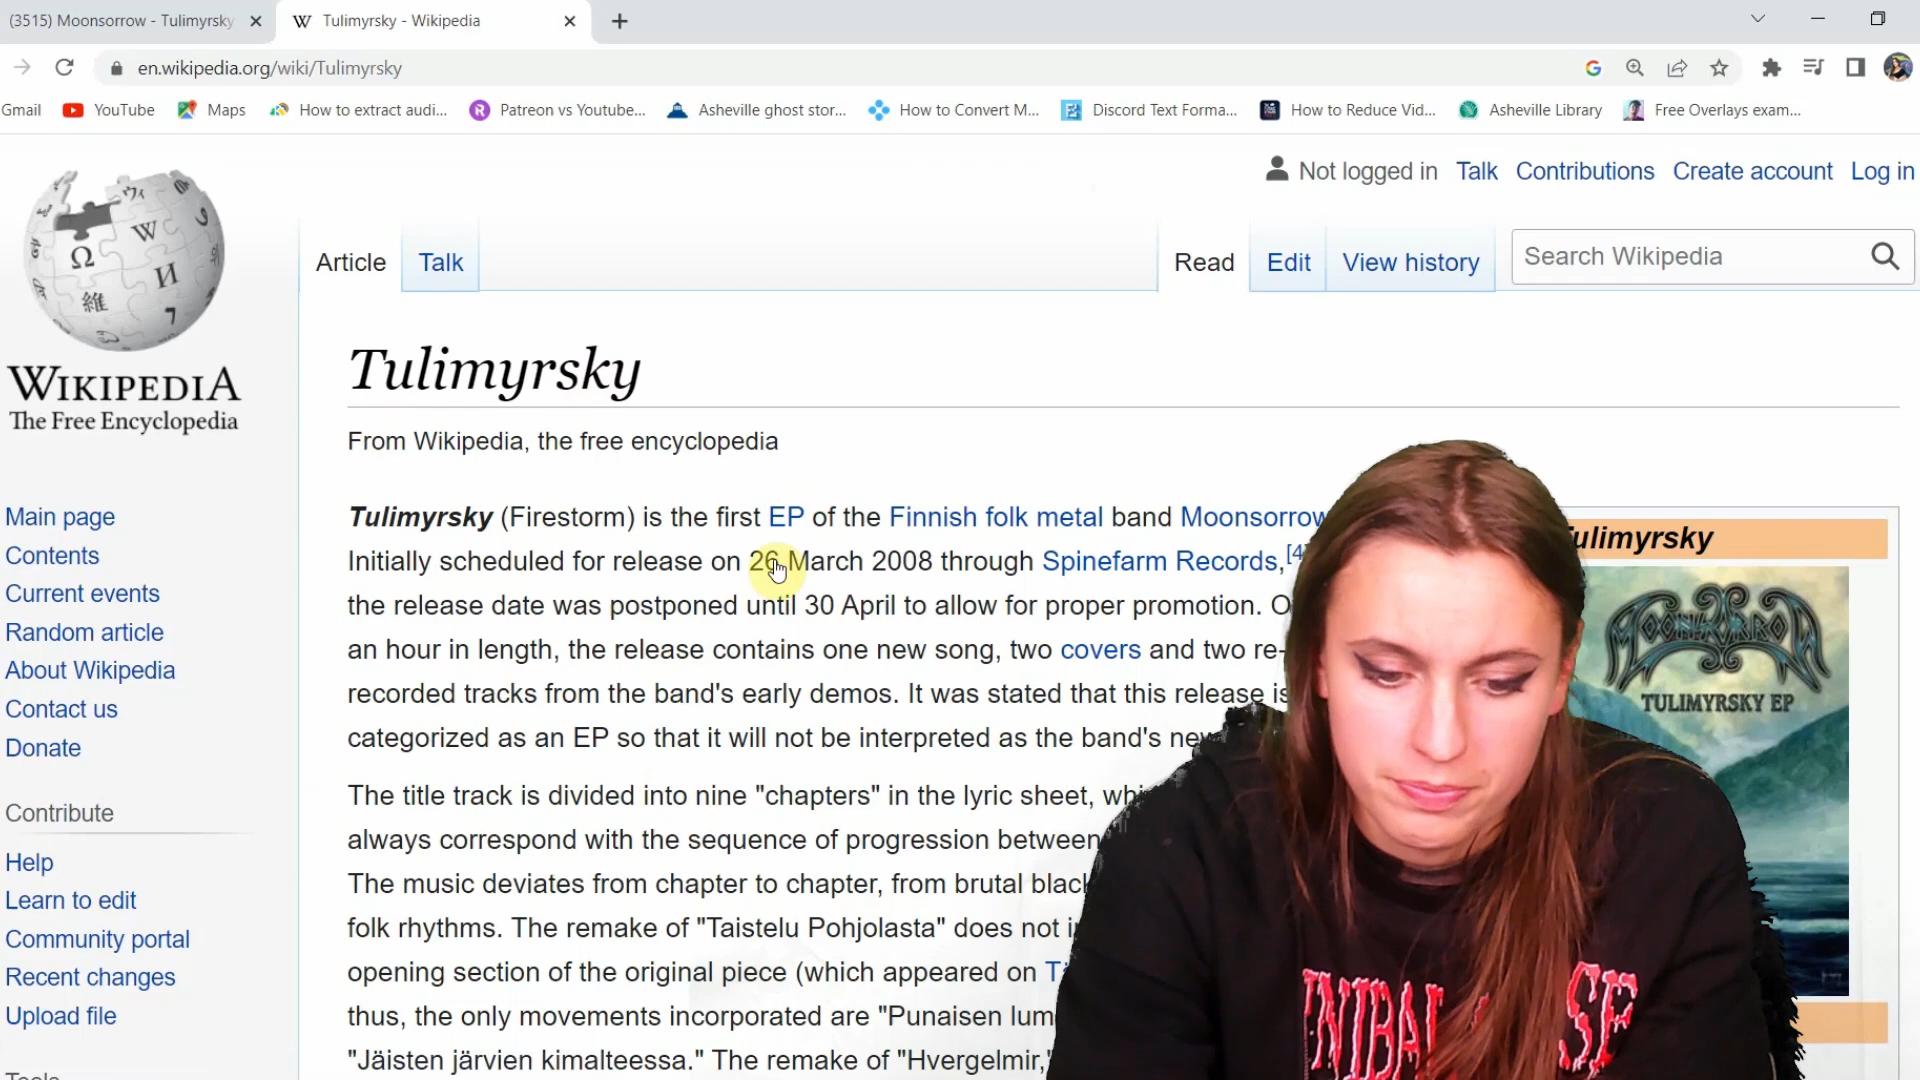 (3515) Moonsorrow - Tulimyrsky
Tulimyrsky - Wikipedia
en.wikipedia.org/wiki/Tulimyrsky
Gmail
YouTube
Maps
How to extract audi...
Patreon vs Youtube...
Asheville ghost stor...
How to Convert M...
Discord Text Forma...
How to Reduce Vid...
Asheville Library
Free Overlays exam...
Not logged in Talk Contributions Create account Log in
Article Talk Read Edit View history
Search Wikipedia
WIKIPEDIA
The Free Encyclopedia
Main page
Contents
Current events
Random article
About Wikipedia
Contact us
Donate
Contribute
Help
Learn to edit
Community portal
Recent changes
Upload file
Tulimyrsky
From Wikipedia, the free encyclopedia
Tulimyrsky (Firestorm) is the first EP of the Finnish folk metal band Moonsorrow
Initially scheduled for release on 26 March 2008 through Spinefarm Records,[4]
the release date was postponed until 30 April to allow for proper promotion.
an hour in length, the release contains one new song, two covers and two re-
recorded tracks from the band's early demos. It was stated that this release is
categorized as an EP so that it will not be interpreted as the band's
The title track is divided into nine "chapters" in the lyric sheet,
always correspond with the sequence of progression between
The music deviates from chapter to chapter, from brutal black
folk rhythms. The remake of "Taistelu Pohjolasta" does not
opening section of the original piece (which appeared on
thus, the only movements incorporated are "Punaisen
"Jäisten järvien kimalteessa." The remake of "Hvergelmir,"
Tulimyrsky
MOONSORROW
TULIMYRSKY EP